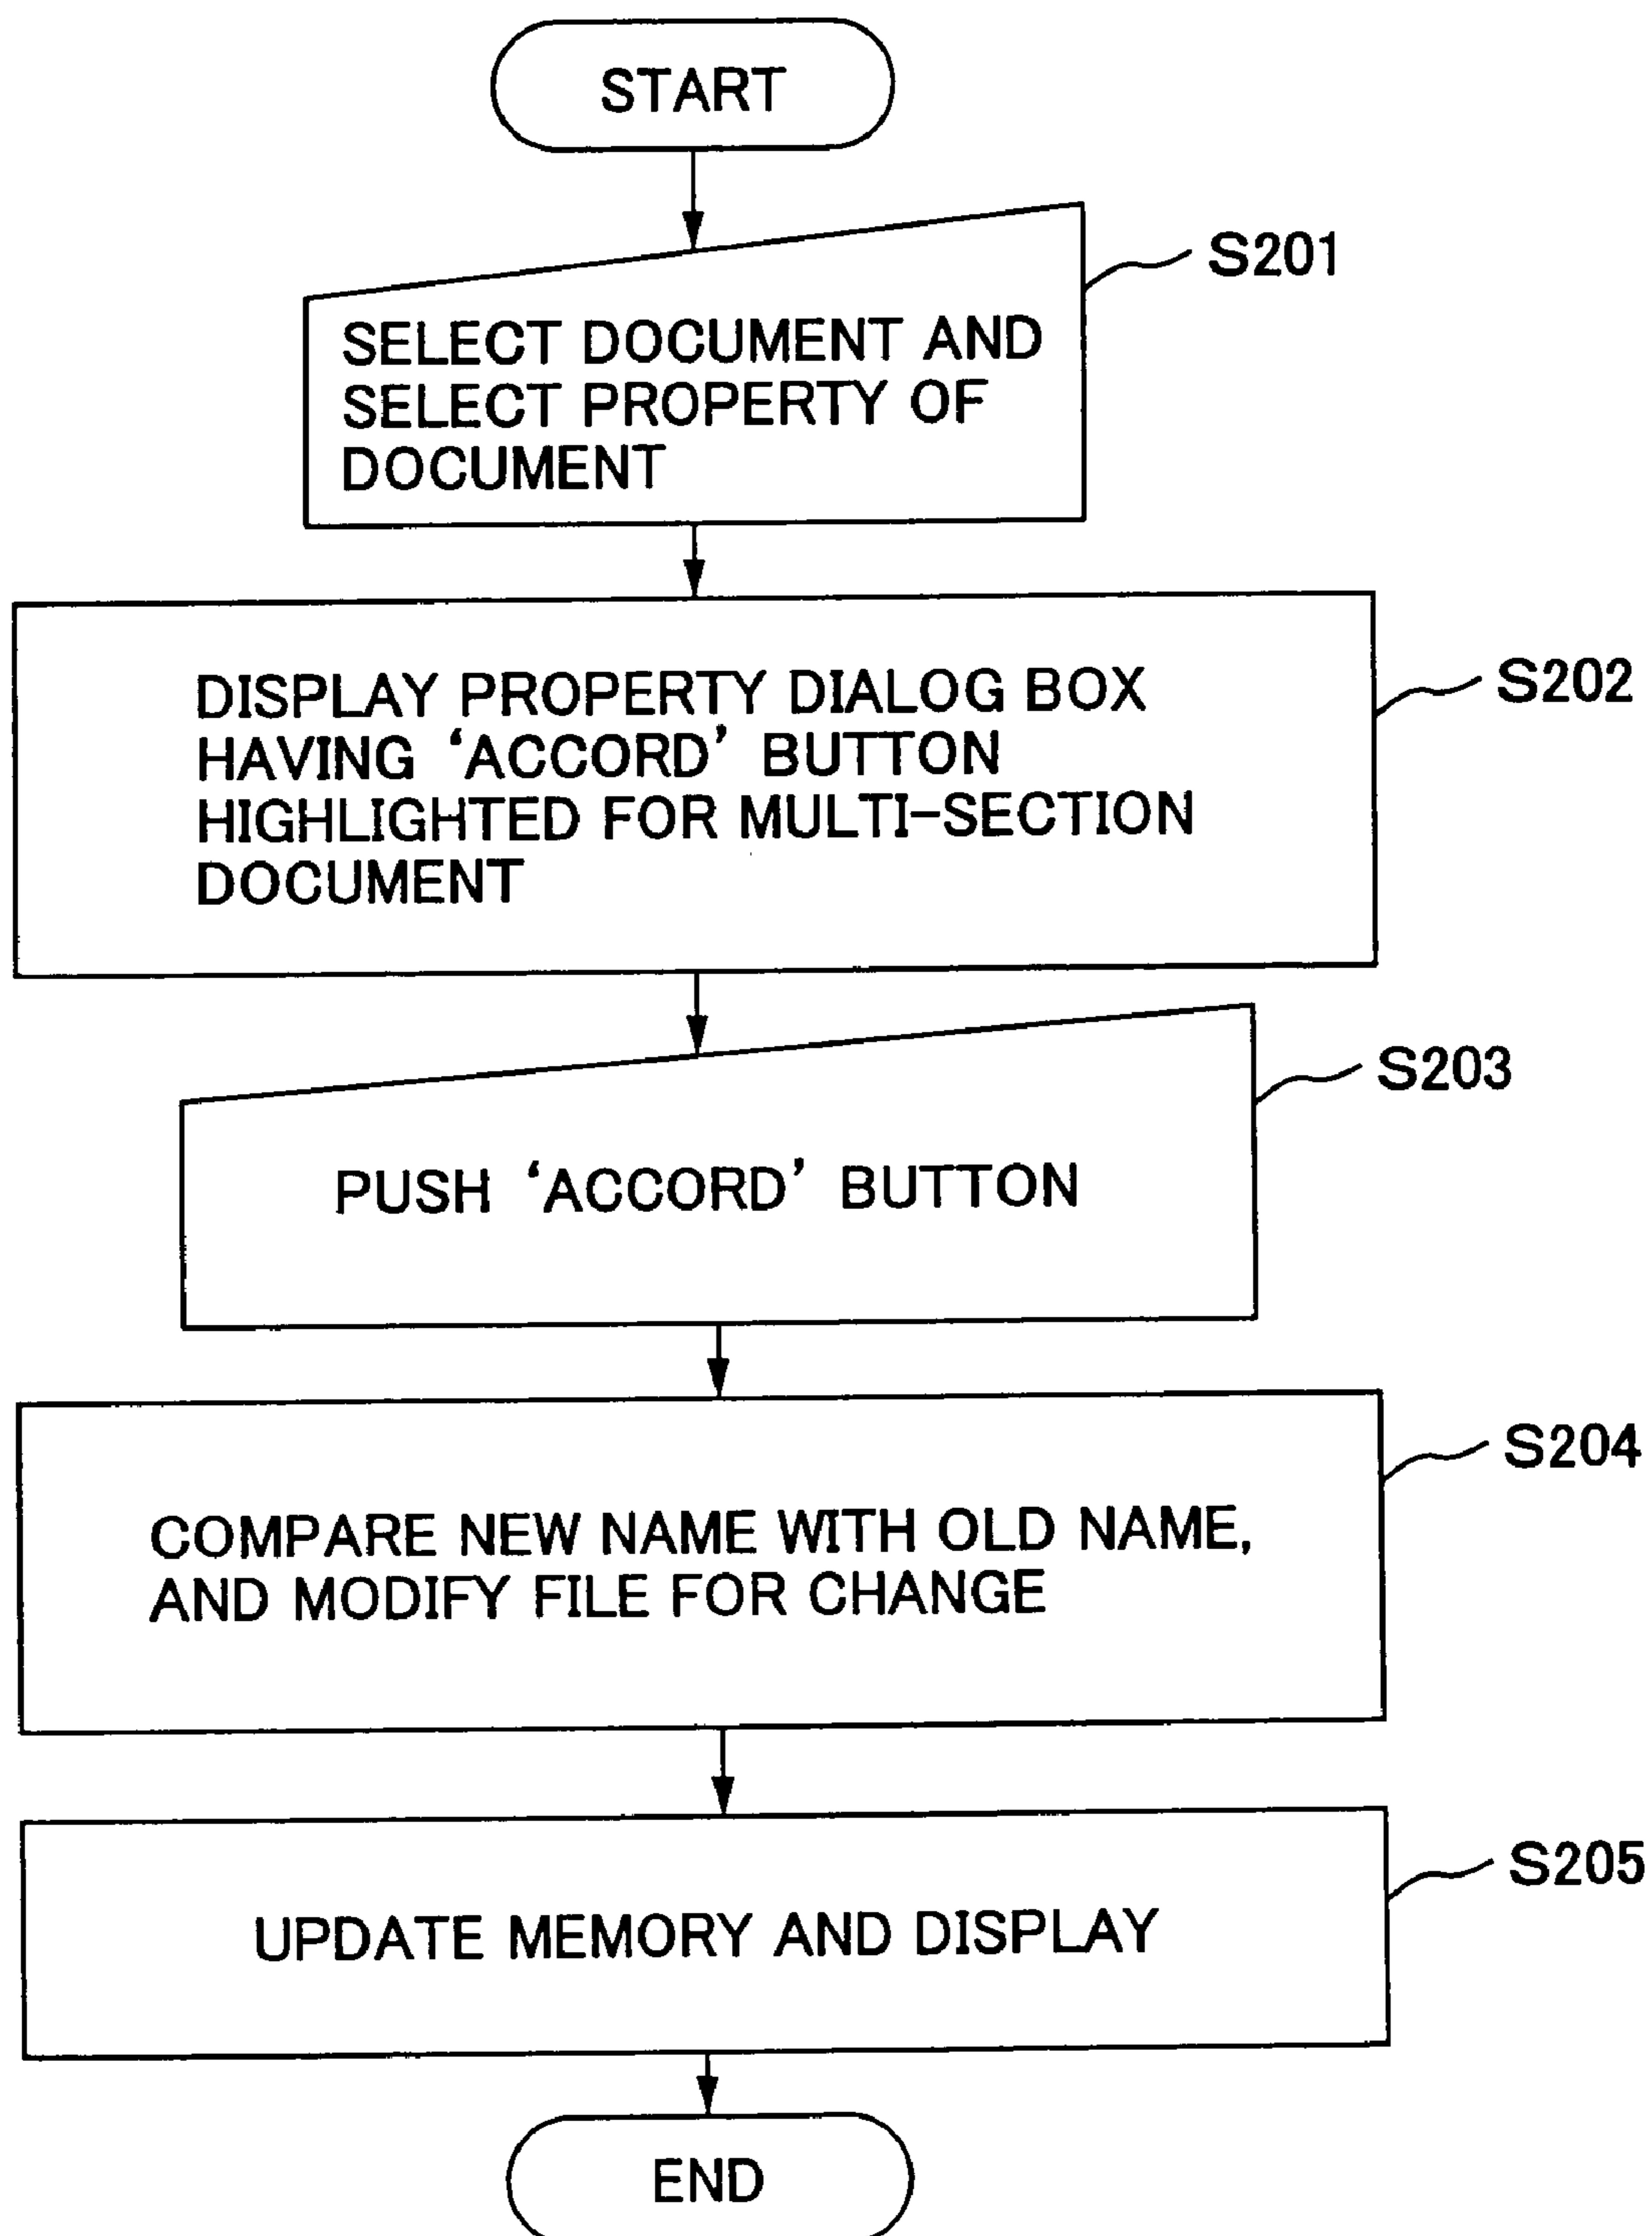 START
S201
SELECT DOCUMENT AND
SELECT PROPERTY OF
DOCUMENT
S202
DISPLAY PROPERTY DIALOG BOX
HAVING ‘ACCORD’ BUTTON
HIGHLIGHTED FOR MULTI-SECTION
DOCUMENT
S203
PUSH ‘ACCORD’ BUTTON
S204
COMPARE NEW NAME WITH OLD NAME,
AND MODIFY FILE FOR CHANGE
S205
UPDATE MEMORY AND DISPLAY
END